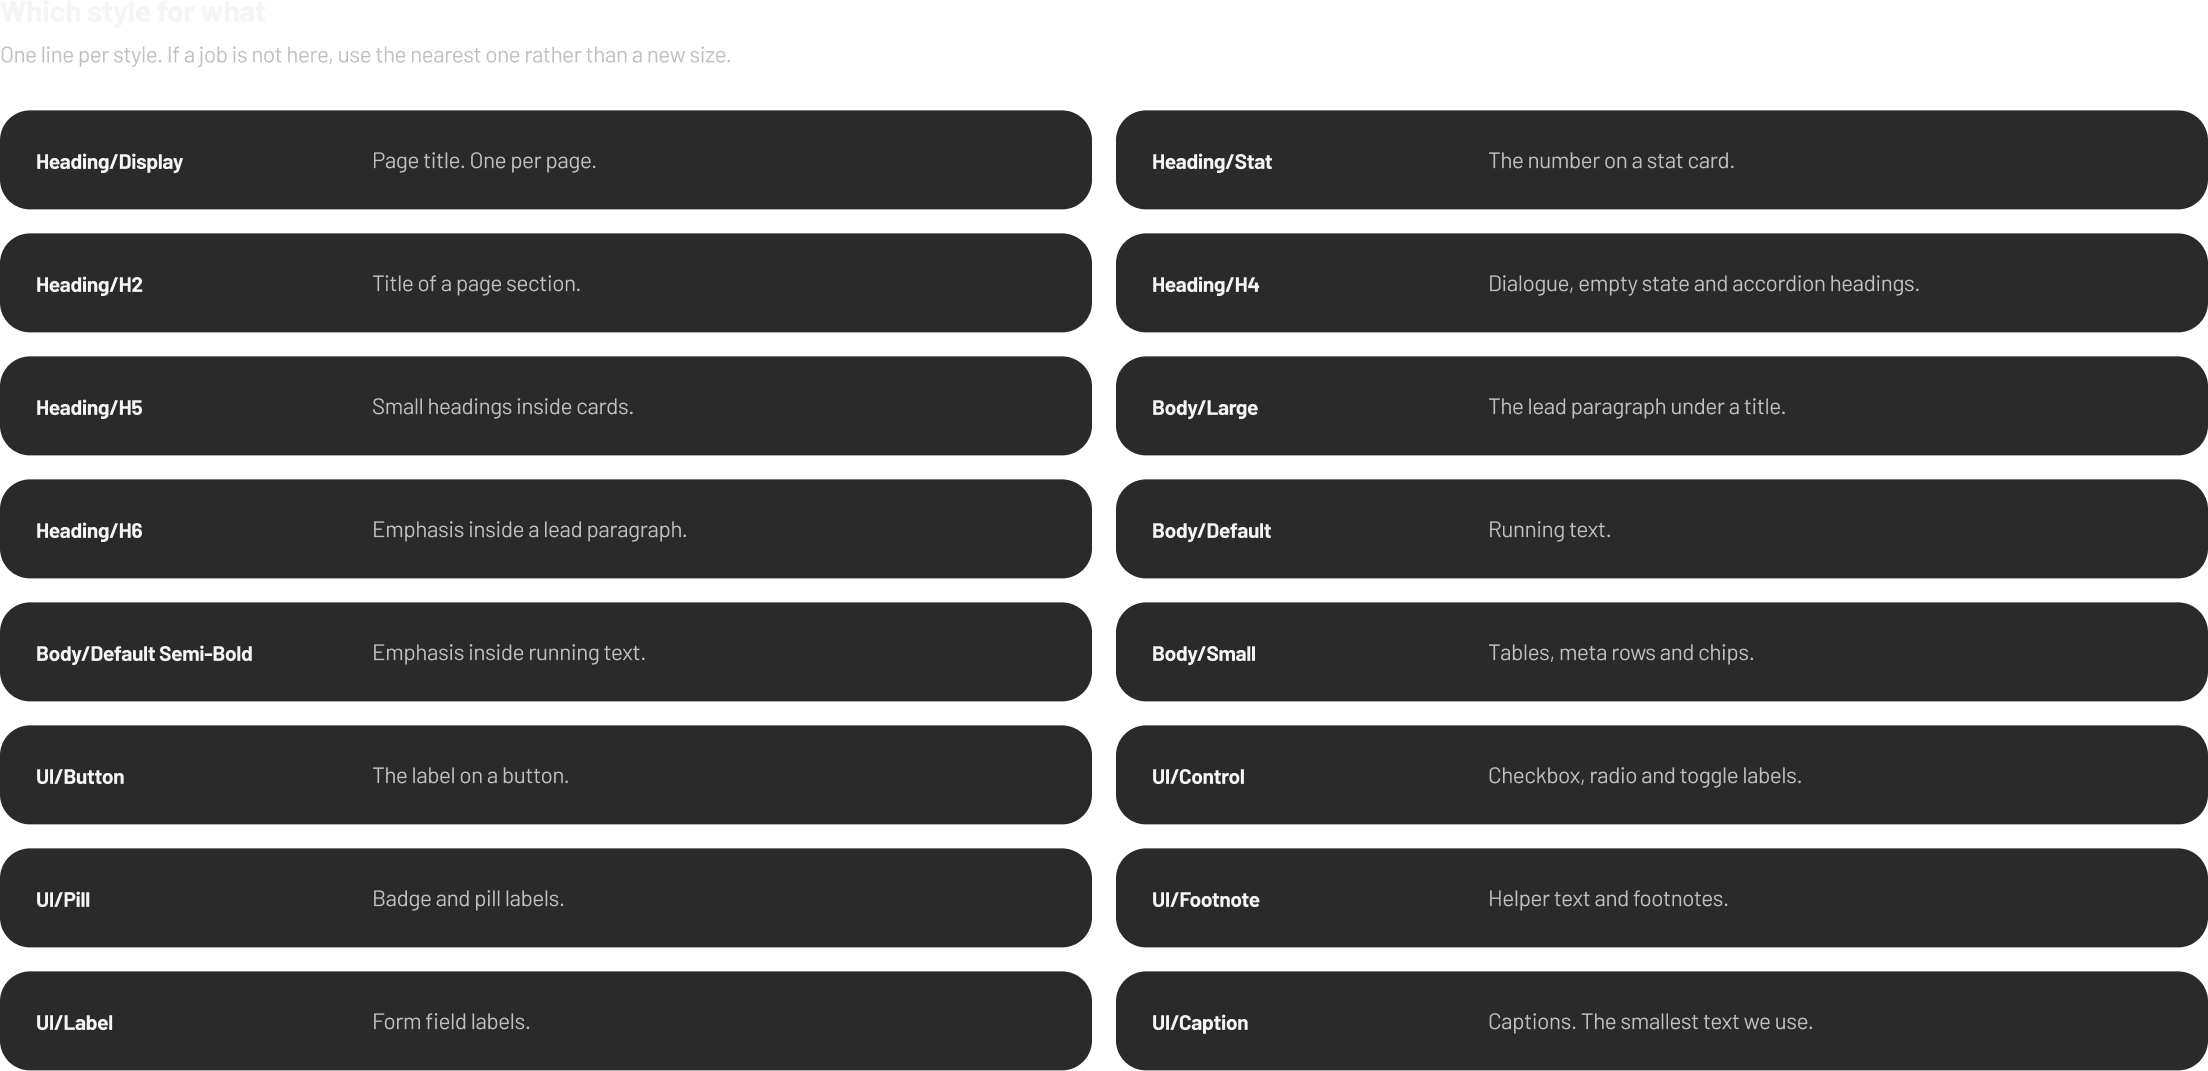 Which style for what
One line per style. If a job is not here, use the nearest one rather than a new size.
Heading/Display Page title. One per page.
Heading/Stat The number on a stat card.
Heading/H2 Title of a page section.
Heading/H4 Dialogue, empty state and accordion headings.
Heading/H5 Small headings inside cards.
Body/Large The lead paragraph under a title.
Heading/H6 Emphasis inside a lead paragraph.
Body/Default Running text.
Body/Default Semi-Bold Emphasis inside running text.
Body/Small Tables, meta rows and chips.
UI/Button The label on a button.
UI/Control Checkbox, radio and toggle labels.
UI/Pill Badge and pill labels.
UI/Footnote Helper text and footnotes.
UI/Label Form field labels.
UI/Caption Captions. The smallest text we use.